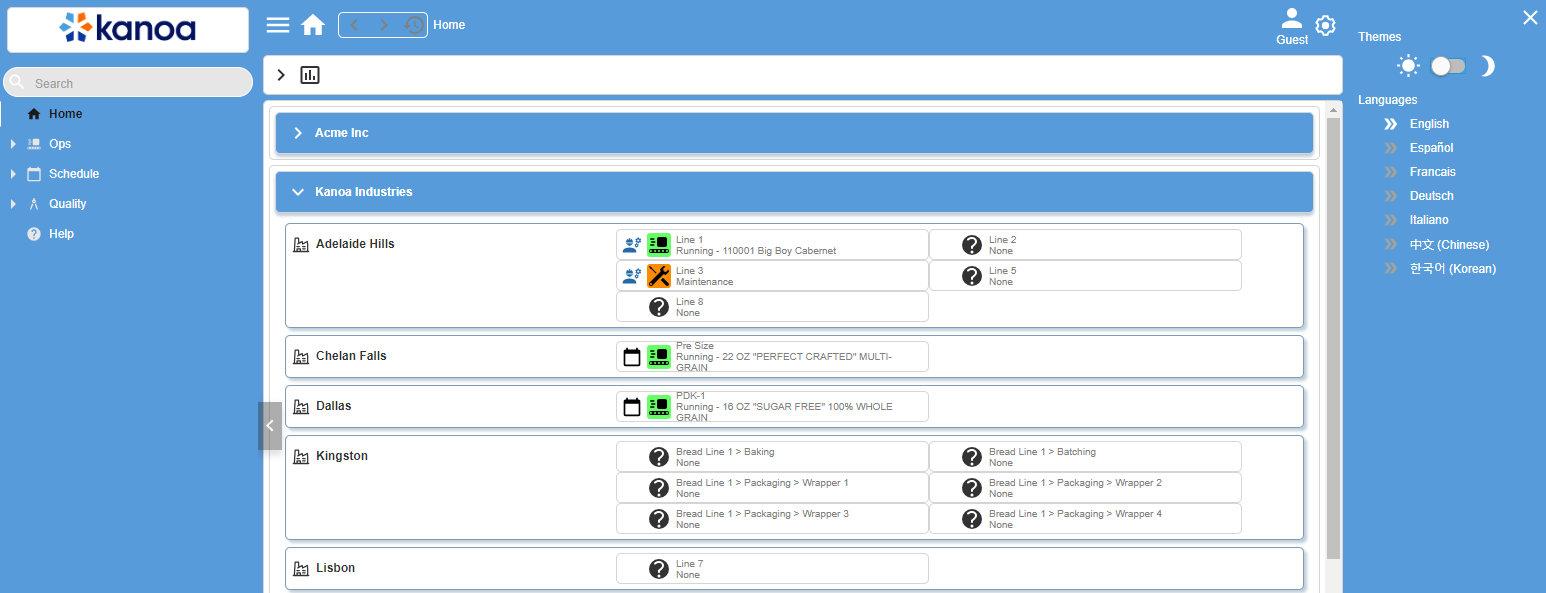 kanoa
Search
Home
Ops
Schedule
Quality
Help
Home
Guest
Acme Inc
Kanoa Industries
Adelaide Hills
Line 1
Running - 110001 Big Boy Cabernet
Line 2
None
Line 3
Maintenance
Line 5
None
Line 8
None
Chelan Falls
Pre Size
Running - 22 OZ "PERFECT CRAFTED" MULTI-
GRAIN
Dallas
PDK-1
Running - 16 OZ "SUGAR FREE" 100% WHOLE
GRAIN
Kingston
Bread Line 1 > Baking
None
Bread Line 1 > Batching
None
Bread Line 1 > Packaging > Wrapper 1
None
Bread Line 1 > Packaging > Wrapper 2
None
Bread Line 1 > Packaging > Wrapper 3
None
Bread Line 1 > Packaging > Wrapper 4
None
Lisbon
Line 7
None
Themes
Languages
English
Español
Francais
Deutsch
Italiano
中文 (Chinese)
한국어 (Korean)